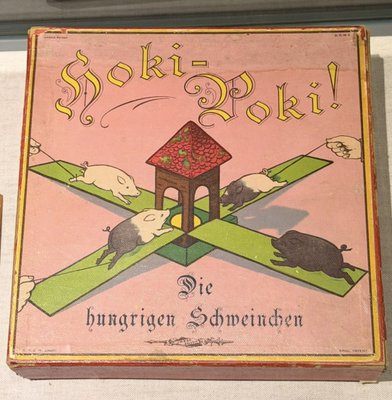 Hoki-
Poki!
Die
hungrigen Schweinchen